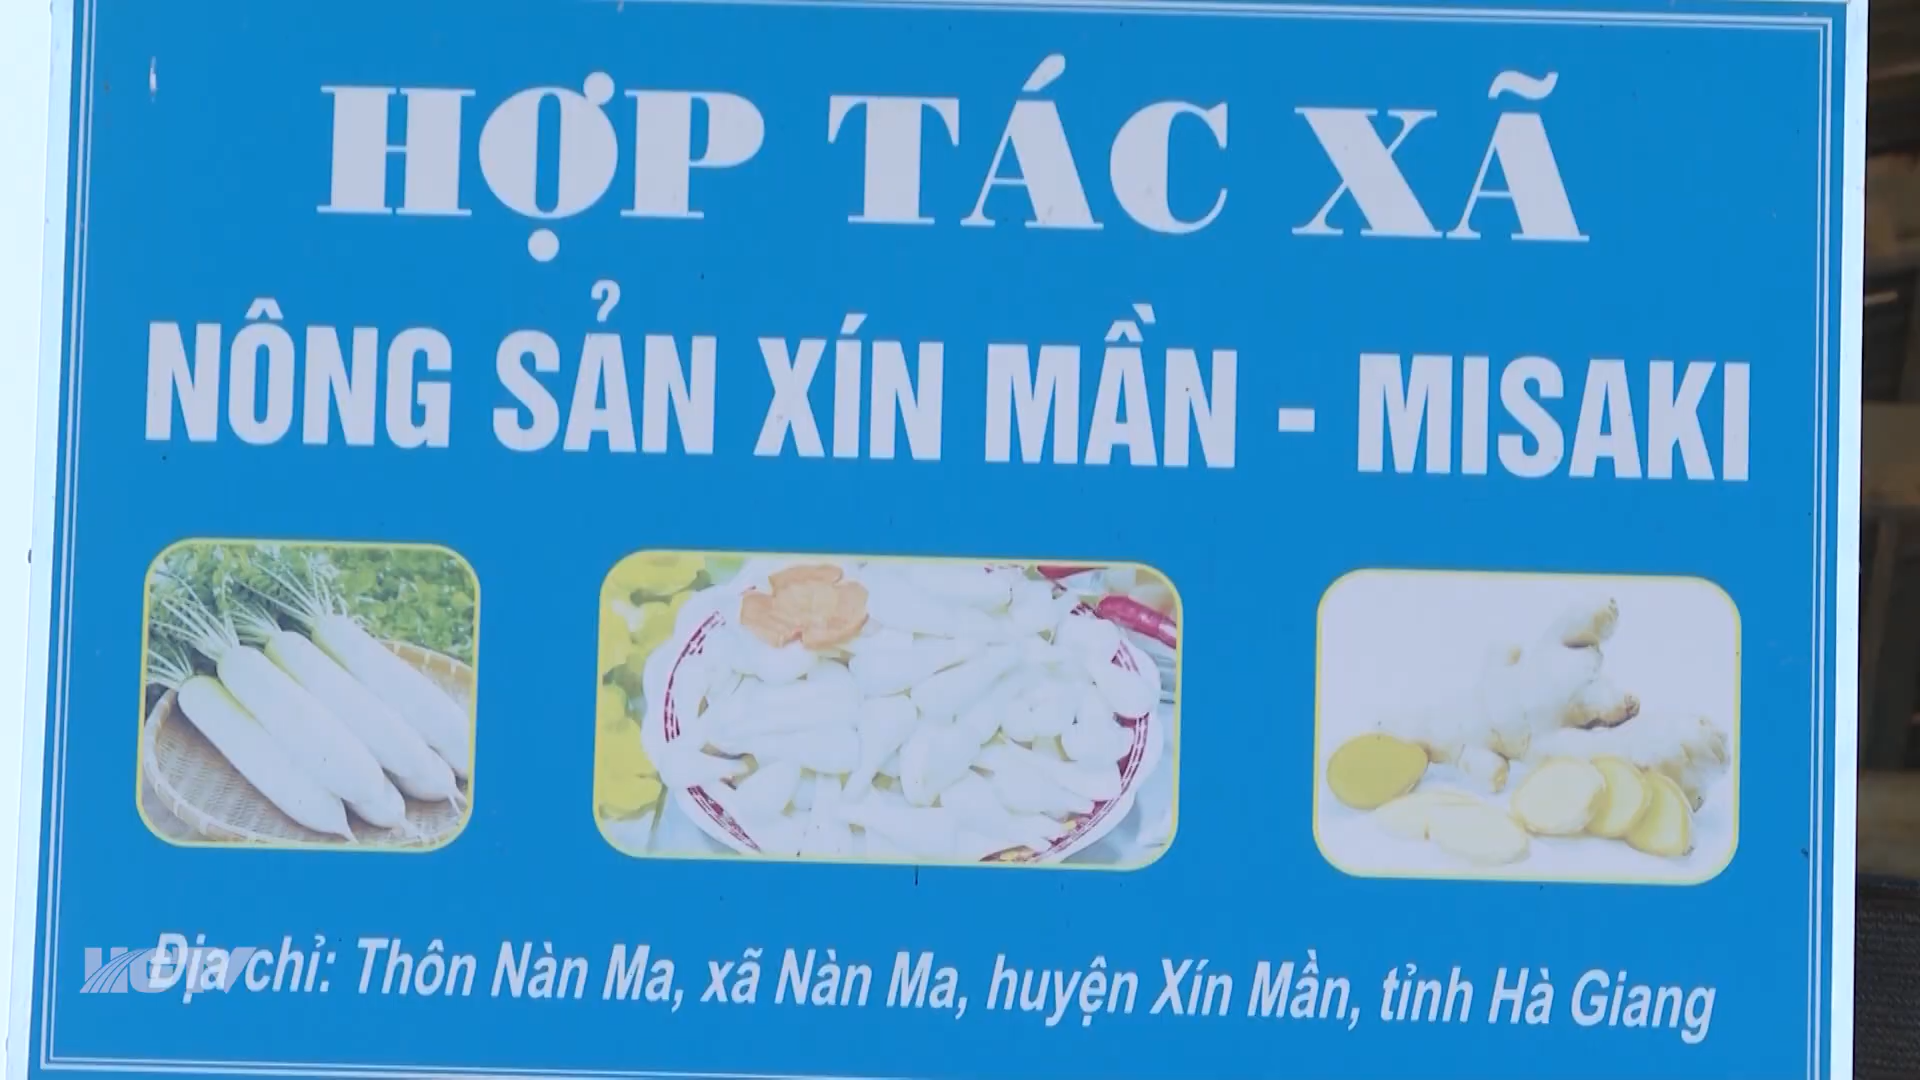 HỢP TÁC XÃ
NÔNG SẢN XÍN MẦN - MISAKI
Địa chỉ: Thôn Nàn Ma, xã Nàn Ma, huyện Xín Mần, tỉnh Hà Giang